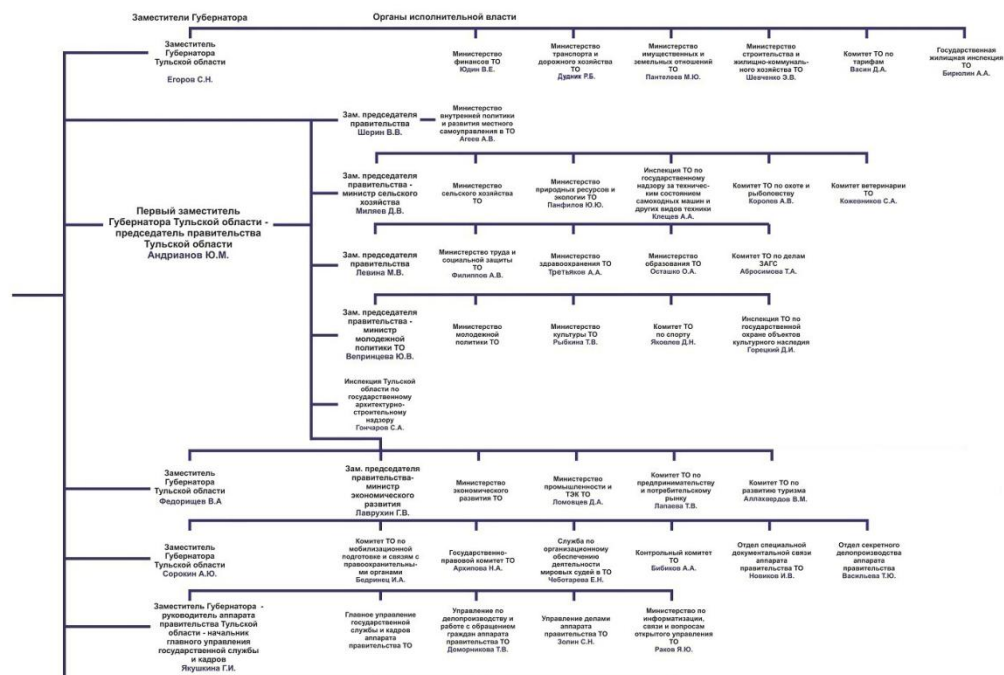 Заместители Губернатора
Органы исполнительной власти
Заместитель
Губернатора
Тульской области
Егоров С.Н.
Министерство
финансов ТО
Юдин В.Е.
Министерство
транспорта и
дорожного хозяйства
ТО
Дудник Р.Б.
Министерство
имущественных и
земельных отношений
ТО
Пантелеев М.Ю.
Министерство
строительства и
жилищно-коммуналь-
ного хозяйства ТО
Шевченко Э.В.
Комитет ТО по
тарифам
Васин Д.А.
Государственная
жилищная инспекция
ТО
Бирюлин А.А.
Зам. председателя
правительства
Шерин В.В.
Министерство
внутренней политики
и развития местного
самоуправления в ТО
Агеев А.В.
Первый заместитель
Губернатора Тульской области -
председатель правительства
Тульской области
Андрианов Ю.М.
Зам. председателя
правительства -
министр сельского
хозяйства
Миляев Д.В.
Министерство
сельского хозяйства
ТО
Министерство
природных ресурсов и
экологии ТО
Панфилов Ю.Ю.
Инспекция ТО по
государственному
надзору за техничес-
ким состоянием
самоходных машин и
других видов техники
Клещев А.А.
Комитет ТО по охоте и
рыболовству
Королев А.В.
Комитет ветеринарии
ТО
Кожевников С.А.
Зам. председателя
правительства
Левина М.В.
Министерство труда и
социальной защиты
ТО
Филиппов А.В.
Министерство
здравоохранения ТО
Третьяков А.А.
Министерство
образования ТО
Осташко О.А.
Комитет ТО по делам
ЗАГС
Абросимова Т.А.
Зам. председателя
правительства -
министр
молодежной
политики ТО
Вепринцева Ю.В.
Министерство
молодежной
политики ТО
Министерство
культуры ТО
Рыбкина Т.В.
Комитет ТО
по спорту
Яковлев Д.Н.
Инспекция ТО по
государственной
охране объектов
культурного наследия
Горецкий Д.И.
Инспекция Тульской
области по
государственному
архитектурно-
строительному
надзору
Гончаров С.А.
Заместитель
Губернатора
Тульской области
Федорищев В.А
Зам. председателя
правительства-
министр
экономического
развития
Лаврухин Г.В.
Министерство
экономического
развития ТО
Министерство
промышленности и
ТЭК ТО
Ломовцев Д.А.
Комитет ТО по
предпринимательству
и потребительскому
рынку
Лапаева Т.В.
Комитет ТО по
развитию туризма
Аллахвердов В.М.
Заместитель
Губернатора
Тульской области
Сорокин А.Ю.
Комитет ТО по
мобилизационной
подготовке и связям с
правоохранительны-
ми органами
Бедринец И.А.
Государственно-
правовой комитет ТО
Архипова Н.А.
Служба по
организационному
обеспечению
деятельности
мировых судей в ТО
Чеботарева Е.Н.
Контрольный комитет
ТО
Бибиков А.А.
Отдел специальной
документальной связи
аппарата
правительства ТО
Новиков И.В.
Отдел секретного
делопроизводства
аппарата
правительства
Васильева Т.Ю.
Заместитель Губернатора -
руководитель аппарата
правительства Тульской
области - начальник
главного управления
государственной службы
и кадров
Якушкина Г.И.
Главное управление
государственной
службы и кадров
аппарата
правительства ТО
Управление по
делопроизводству и
работе с обращением
граждан аппарата
правительства ТО
Доморникова Т.В.
Управление делами
аппарата
правительства ТО
Золин С.Н.
Министерство по
информатизации,
связи и вопросам
открытого управления
ТО
Раков Я.Ю.